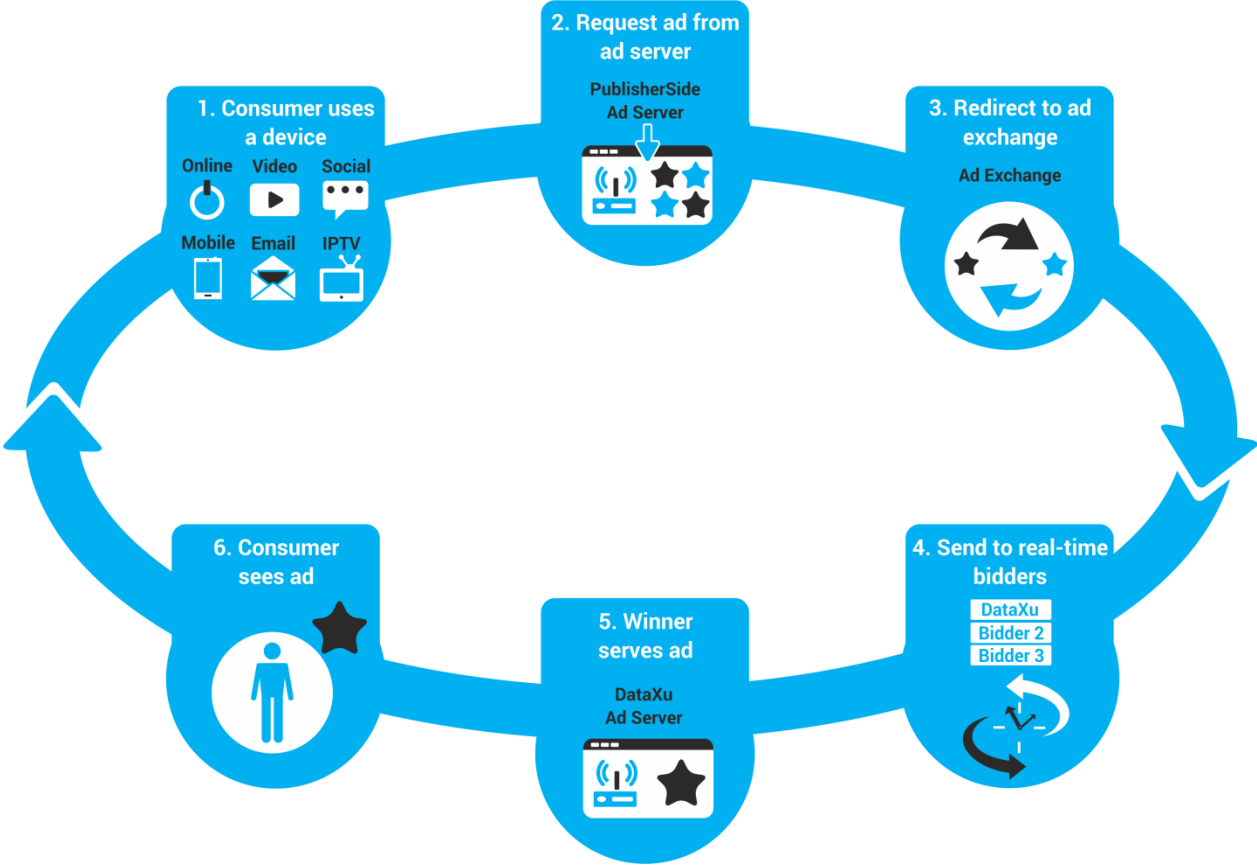 1. Consumer uses
a device
Online Video Social
Mobile Email IPTV
2. Request ad from
ad server
PublisherSide
Ad Server
3. Redirect to ad
exchange
Ad Exchange
4. Send to real-time
bidders
DataXu
Bidder 2
Bidder 3
5. Winner
serves ad
DataXu
Ad Server
6. Consumer
sees ad